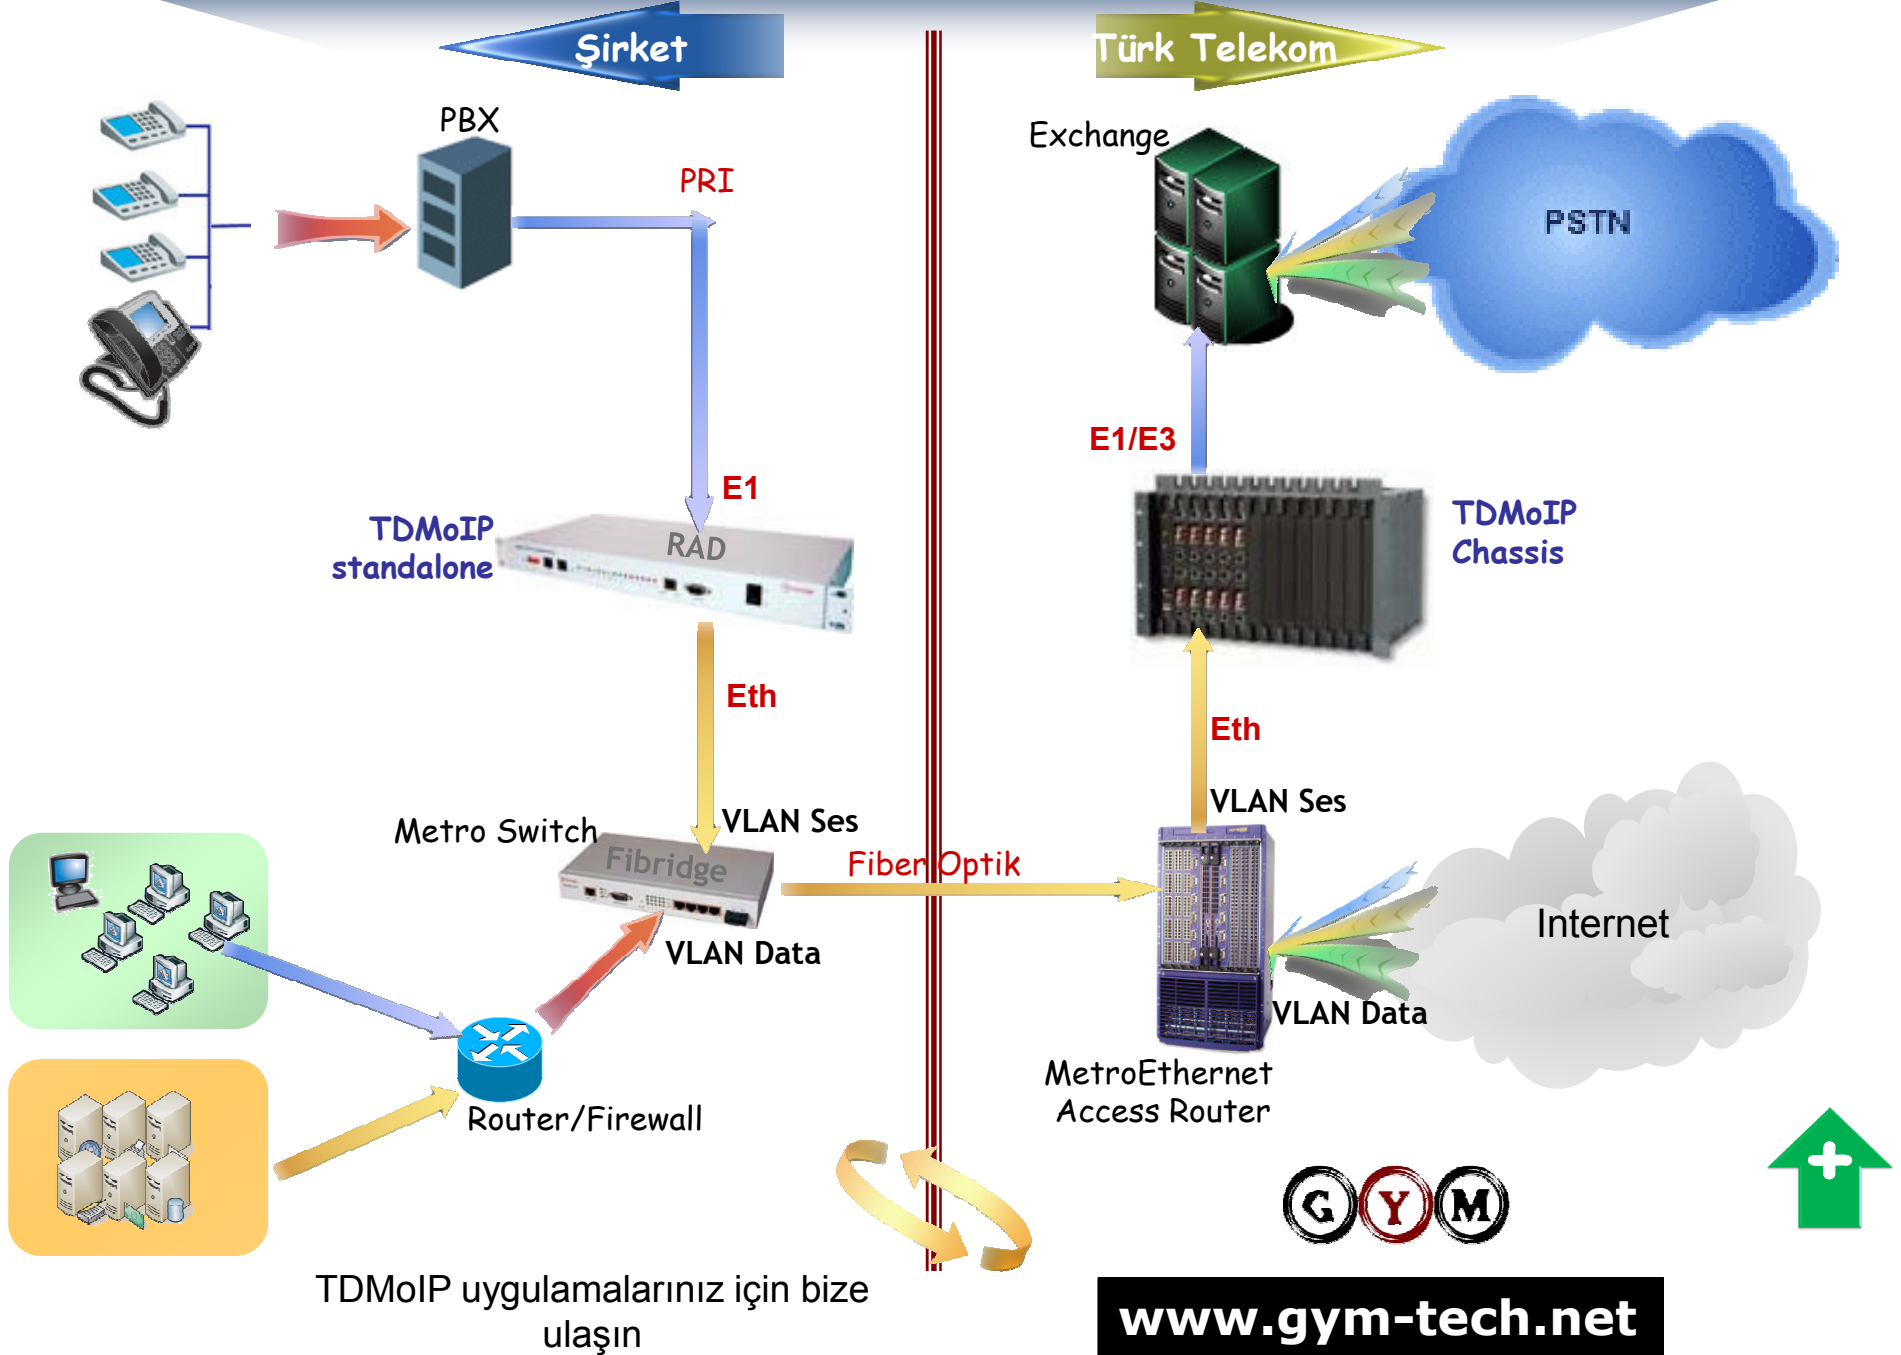 Şirket
Türk Telekom
PBX
PRI
Exchange
PSTN
E1/E3
E1
TDMoIP
standalone
RAD
TDMoIP
Chassis
Eth
Eth
VLAN Ses
VLAN Ses
Metro Switch
Fibridge
Fiber Optik
VLAN Data
Internet
VLAN Data
MetroEthernet
Access Router
Router/Firewall
G Y M
TDMoIP uygulamalarınız için bize
ulaşın
www.gym-tech.net